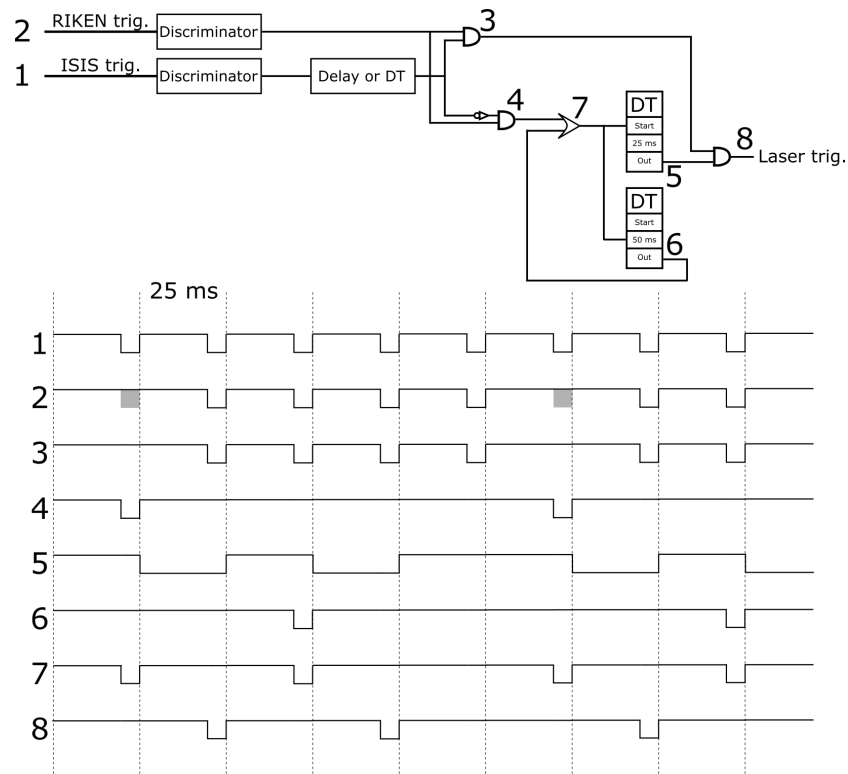 2 RIKEN trig. Discriminator 3
1 ISIS trig. Discriminator Delay or DT
4 7
DT
Start
25 ms
Out
5
8 Laser trig.
DT
Start
50 ms
Out
6
25 ms
1
2
3
4
5
6
7
8